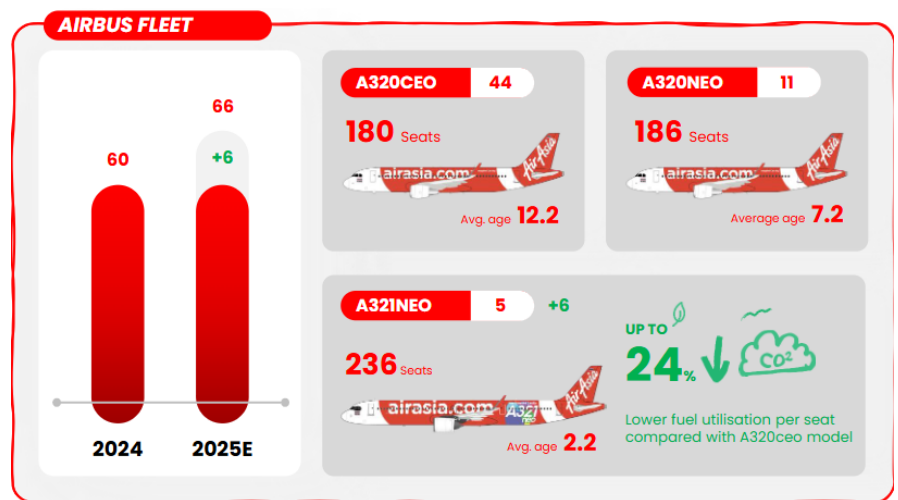 AIRBUS FLEET
66
60
+6
2024
2025E
A320CEO 44
180 Seats
airasia.com
AirAsia
Avg. age 12.2
A320NEO 11
186 Seats
airasia.com
AirAsia
Average age 7.2
A321NEO 5 +6
236 Seats
airasia.com A321
AirAsia
Avg. age 2.2
UP TO
24%
CO²
Lower fuel utilisation per seat
compared with A320ceo model